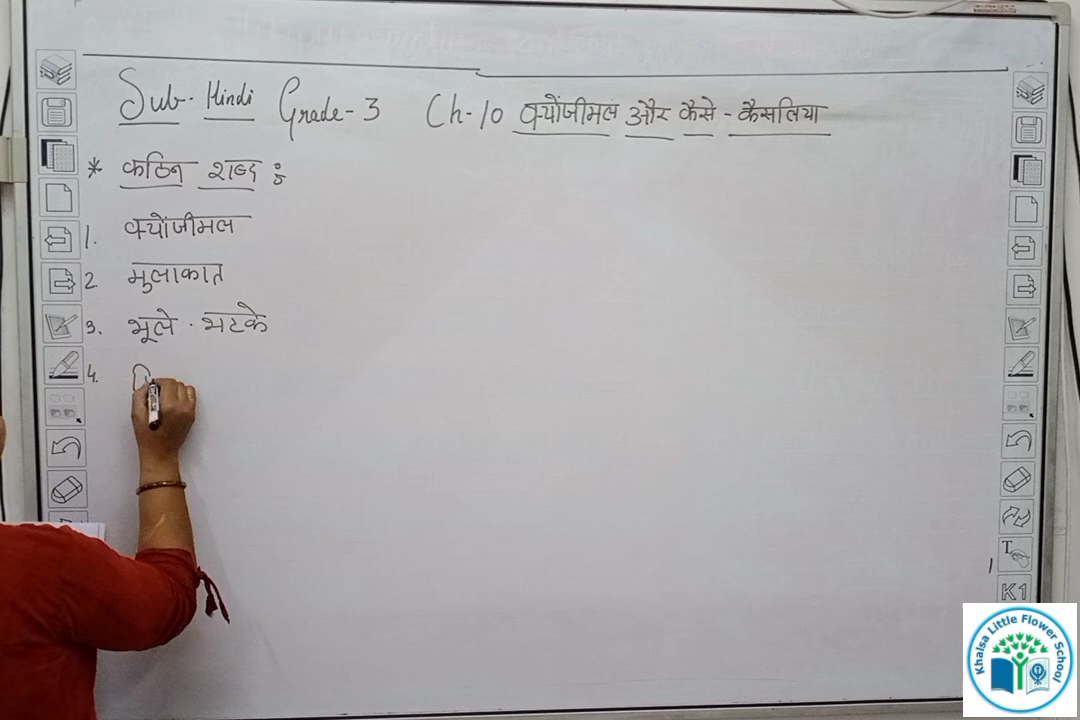 Sub- Hindi Grade-3 Ch-10 क्योंजीमल और कैसे-कैसलिया
* कठिन शब्द :
1. क्योंजीमल
2. मुलाकात
3. भूले-भटके
4.
T
K1
Khalsa Little Flower School